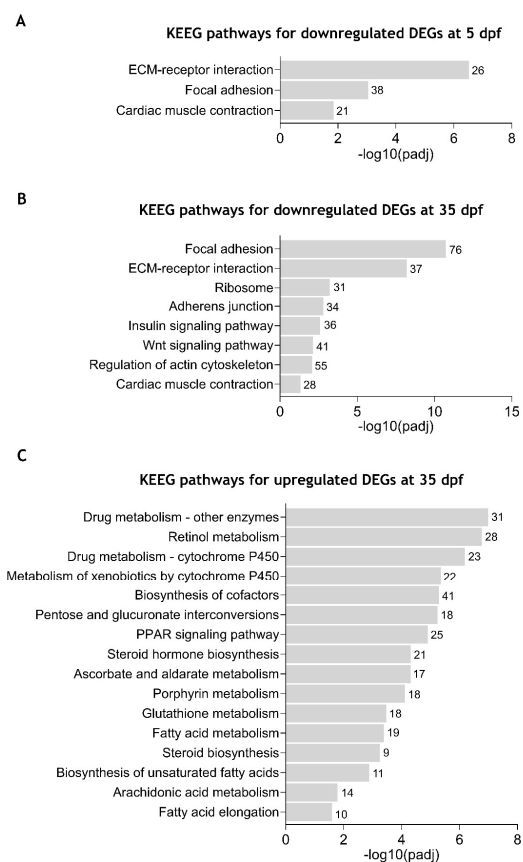 A
KEEG pathways for downregulated DEGs at 5 dpf
ECM-receptor interaction 26
Focal adhesion 38
Cardiac muscle contraction 21
0 2 4 6 8
-log10(padj)
B
KEEG pathways for downregulated DEGs at 35 dpf
Focal adhesion 76
ECM-receptor interaction 37
Ribosome 31
Adherens junction 34
Insulin signaling pathway 36
Wnt signaling pathway 41
Regulation of actin cytoskeleton 55
Cardiac muscle contraction 28
0 5 10 15
-log10(padj)
C
KEEG pathways for upregulated DEGs at 35 dpf
Drug metabolism - other enzymes 31
Retinol metabolism 28
Drug metabolism - cytochrome P450 23
Metabolism of xenobiotics by cytochrome P450 22
Biosynthesis of cofactors 41
Pentose and glucuronate interconversions 18
PPAR signaling pathway 25
Steroid hormone biosynthesis 21
Ascorbate and aldarate metabolism 17
Porphyrin metabolism 18
Glutathione metabolism 18
Fatty acid metabolism 19
Steroid biosynthesis 9
Biosynthesis of unsaturated fatty acids 11
Arachidonic acid metabolism 14
Fatty acid elongation 10
0 2 4 6 8
-log10(padj)